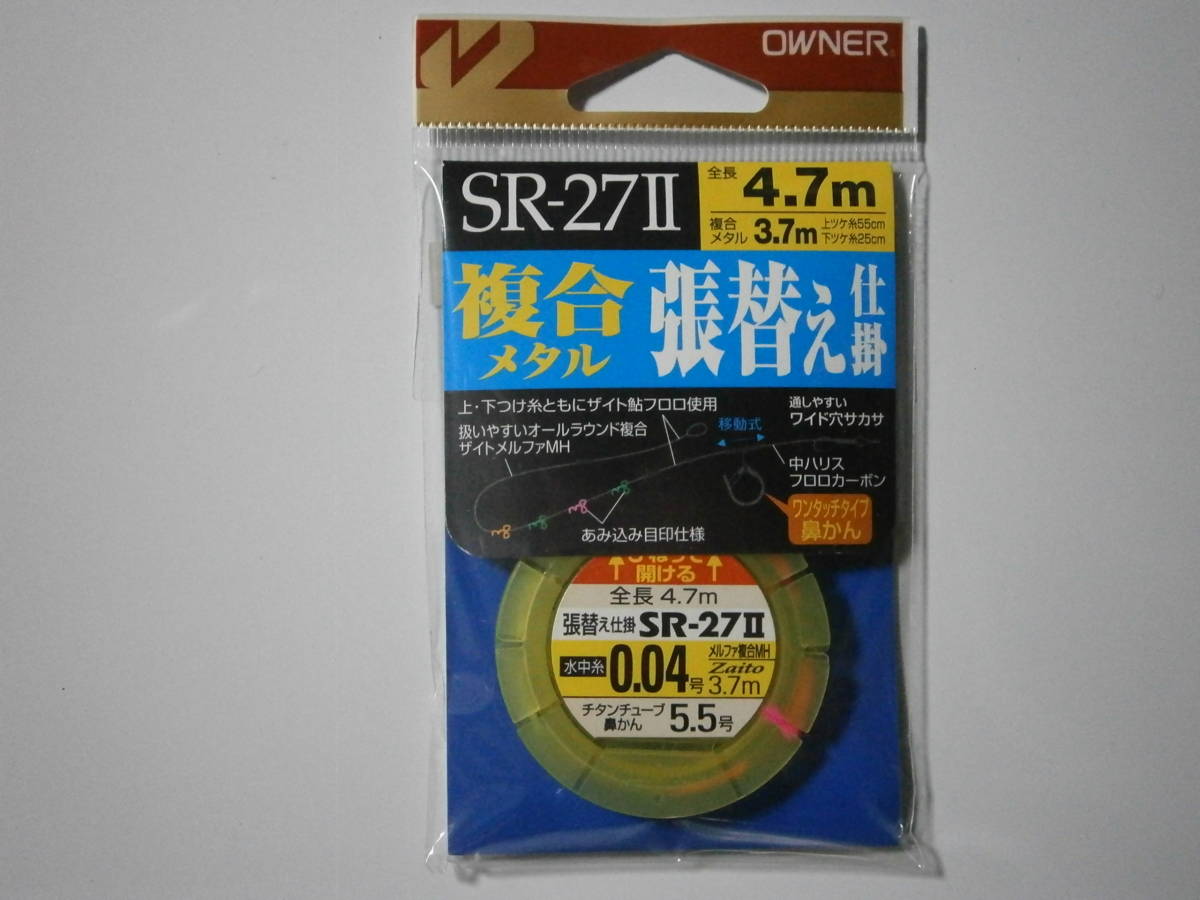 OWNER
SR-27Ⅱ
全長 4.7m
複合メタル 3.7m 上ツケ糸55cm 下ツケ糸25cm
複合メタル 張替え仕掛
上・下つけ糸ともにザイト鮎フロロ使用
扱いやすいオールラウンド複合
ザイトメルファMH
移動式
通しやすい
ワイド穴サカサ
中ハリス
フロロカーボン
ワンタッチタイプ
鼻かん
あみ込み目印仕様
開ける
全長 4.7m
張替え仕掛 SR-27Ⅱ
水中糸 0.04号 メルファ複合MH Zaito 3.7m
チタンチューブ鼻かん 5.5号